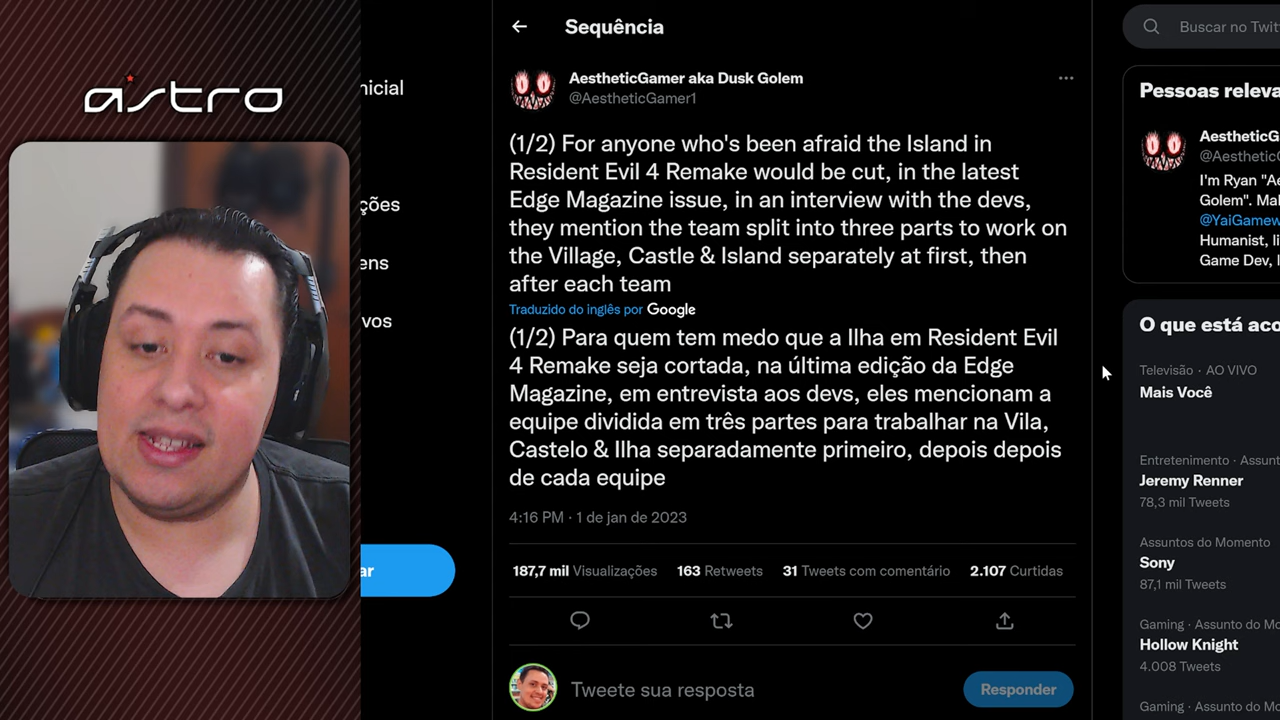 astro
nicial
ções
ens
vos
ar
Sequência
AestheticGamer aka Dusk Golem
@AestheticGamer1
(1/2) For anyone who's been afraid the Island in
Resident Evil 4 Remake would be cut, in the latest
Edge Magazine issue, in an interview with the devs,
they mention the team split into three parts to work on
the Village, Castle & Island separately at first, then
after each team
Traduzido do inglês por Google
(1/2) Para quem tem medo que a Ilha em Resident Evil
4 Remake seja cortada, na última edição da Edge
Magazine, em entrevista aos devs, eles mencionam a
equipe dividida em três partes para trabalhar na Vila,
Castelo & Ilha separadamente primeiro, depois depois
de cada equipe
4:16 PM · 1 de jan de 2023
187,7 mil Visualizações 163 Retweets 31 Tweets com comentário 2.107 Curtidas
Tweete sua resposta
Responder
Buscar no Twit
Pessoas releva
AestheticG
@Aesthetic
I'm Ryan "Ae
Golem". Mal
@YaiGamew
Humanist, li
Game Dev, I
O que está aco
Televisão · AO VIVO
Mais Você
Entretenimento · Assunt
Jeremy Renner
78,3 mil Tweets
Assuntos do Momento
Sony
87,1 mil Tweets
Gaming · Assunto do Mo
Hollow Knight
4.008 Tweets
Gaming · Assunto do Mo